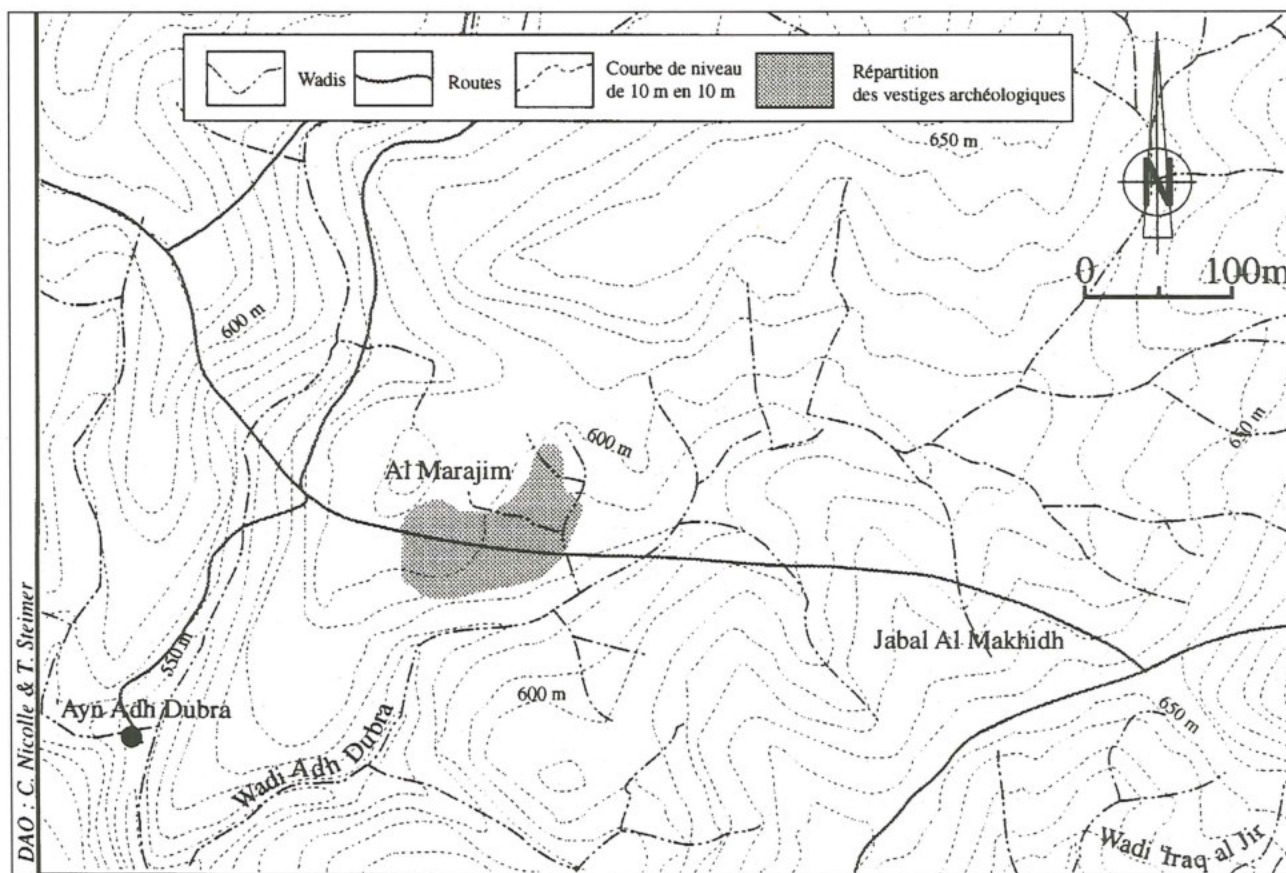 Wadis
Routes
Courbe de niveau
de 10 m en 10 m
Répartition
des vestiges archéologiques
650 m
N
0 100m
600 m
650 m
600 m
Al Marajim
550 m
Jabal Al Makhidh
600 m
650 m
'Ayn Adh Dubra
Wadi Adh Dubra
Wadi 'Iraq al Jir
DAO : C. Nicolle & T. Steimer